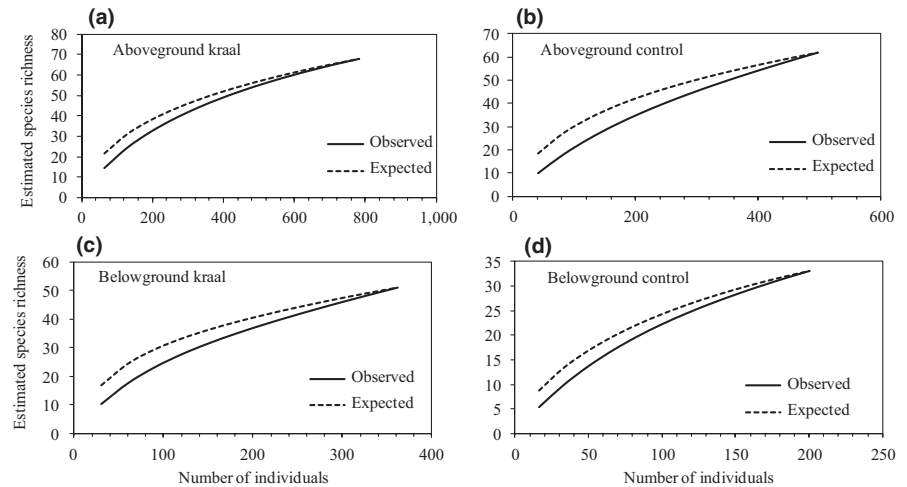 (a)
Aboveground kraal
Estimated species richness
80
70
60
50
40
30
20
10
0
0 200 400 600 800 1,000
Observed
Expected
(b)
Aboveground control
70
60
50
40
30
20
10
0
0 200 400 600
Observed
Expected
(c)
Belowground kraal
Estimated species richness
60
50
40
30
20
10
0
0 100 200 300 400
Number of individuals
Observed
Expected
(d)
Belowground control
35
30
25
20
15
10
5
0
0 50 100 150 200 250
Number of individuals
Observed
Expected